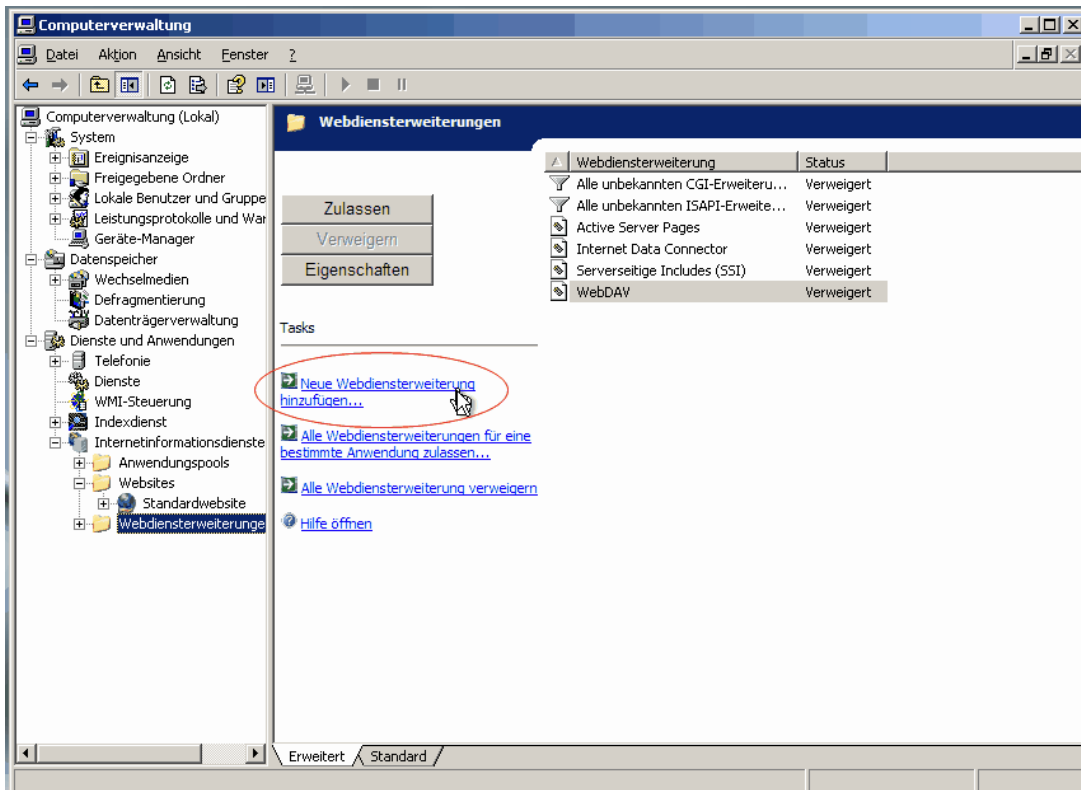 Computerverwaltung
Datei Aktion Ansicht Fenster ?
Computerverwaltung (Lokal)
System
Ereignisanzeige
Freigegebene Ordner
Lokale Benutzer und Gruppe
Leistungsprotokolle und War
Geräte-Manager
Datenspeicher
Wechselmedien
Defragmentierung
Datenträgerverwaltung
Dienste und Anwendungen
Telefonie
Dienste
WMI-Steuerung
Indexdienst
Internetinformationsdienste
Anwendungspools
Websites
Standardwebsite
Webdiensterweiterunge
Webdiensterweiterungen
Zulassen
Verweigern
Eigenschaften
Tasks
Neue Webdiensterweiterung
hinzufügen...
Alle Webdiensterweiterungen für eine
bestimmte Anwendung zulassen...
Alle Webdiensterweiterung verweigern
Hilfe öffnen
Webdiensterweiterung Status
Alle unbekannten CGI-Erweiteru... Verweigert
Alle unbekannten ISAPI-Erweite... Verweigert
Active Server Pages Verweigert
Internet Data Connector Verweigert
Serverseitige Includes (SSI) Verweigert
WebDAV Verweigert
Erweitert Standard